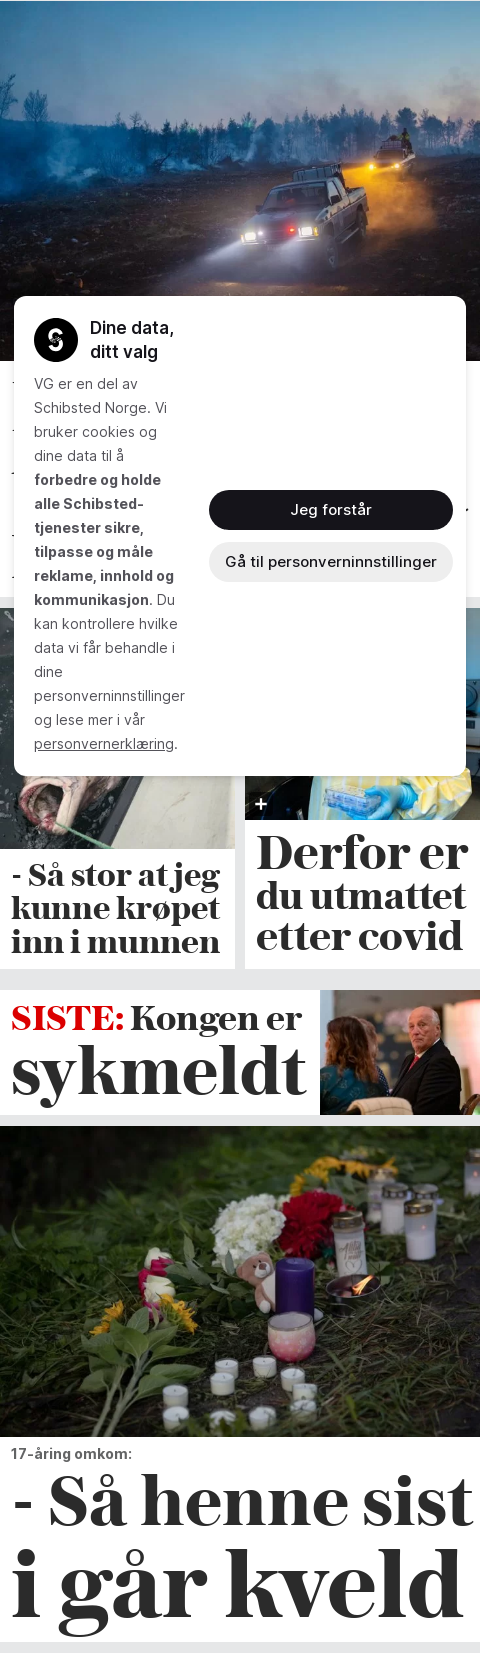 Dine data,
ditt valg
VG er en del av
Schibsted Norge. Vi
bruker cookies og
dine data til å
forbedre og holde
alle Schibsted-
tjenester sikre,
tilpasse og måle
reklame, innhold og
kommunikasjon. Du
kan kontrollere hvilke
data vi får behandle i
dine
personverninnstillinger
og lese mer i vår
personvernerklæring.
Jeg forstår
Gå til personverninnstillinger
- Så stor at jeg
kunne krøpet
inn i munnen
Derfor er
du utmattet
etter covid
SISTE: Kongen er
sykmeldt
17-åring omkom:
- Så henne sist
i går kveld